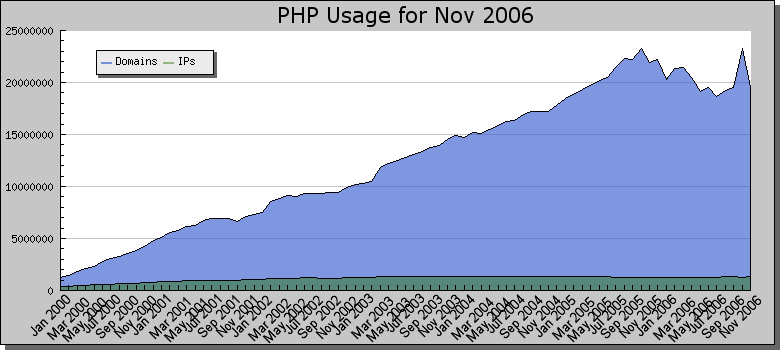 PHP Usage for Nov 2006
25000000
Domains IPs
20000000
15000000
10000000
5000000
0
Jan 2000
Mar 2000
May 2000
Jul 2000
Sep 2000
Nov 2000
Jan 2001
Mar 2001
May 2001
Jul 2001
Sep 2001
Nov 2001
Jan 2002
Mar 2002
May 2002
Jul 2002
Sep 2002
Nov 2002
Jan 2003
Mar 2003
May 2003
Jul 2003
Sep 2003
Nov 2003
Jan 2004
Mar 2004
May 2004
Jul 2004
Sep 2004
Nov 2004
Jan 2005
Mar 2005
May 2005
Jul 2005
Sep 2005
Nov 2005
Jan 2006
Mar 2006
May 2006
Jul 2006
Sep 2006
Nov 2006